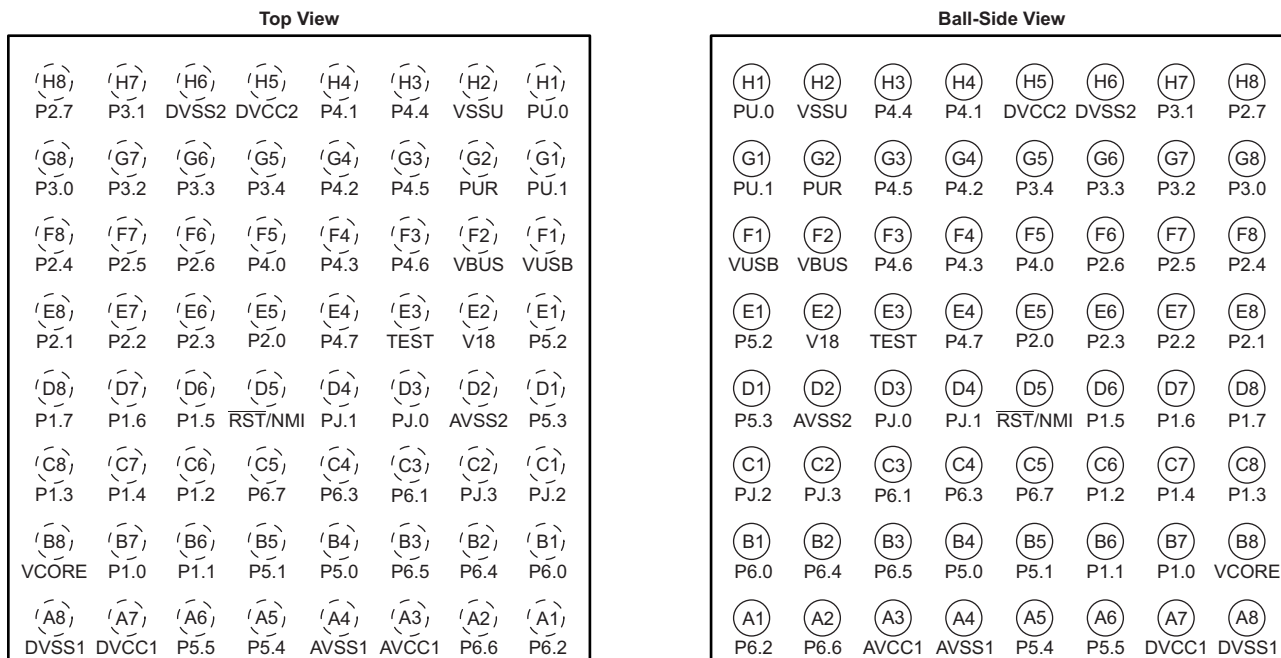 Top View
H8 H7 H6 H5 H4 H3 H2 H1
P2.7 P3.1 DVSS2 DVCC2 P4.1 P4.4 VSSU PU.0
G8 G7 G6 G5 G4 G3 G2 G1
P3.0 P3.2 P3.3 P3.4 P4.2 P4.5 PUR PU.1
F8 F7 F6 F5 F4 F3 F2 F1
P2.4 P2.5 P2.6 P4.0 P4.3 P4.6 VBUS VUSB
E8 E7 E6 E5 E4 E3 E2 E1
P2.1 P2.2 P2.3 P2.0 P4.7 TEST V18 P5.2
D8 D7 D6 D5 D4 D3 D2 D1
P1.7 P1.6 P1.5 RST/NMI PJ.1 PJ.0 AVSS2 P5.3
C8 C7 C6 C5 C4 C3 C2 C1
P1.3 P1.4 P1.2 P6.7 P6.3 P6.1 PJ.3 PJ.2
B8 B7 B6 B5 B4 B3 B2 B1
VCORE P1.0 P1.1 P5.1 P5.0 P6.5 P6.4 P6.0
A8 A7 A6 A5 A4 A3 A2 A1
DVSS1 DVCC1 P5.5 P5.4 AVSS1 AVCC1 P6.6 P6.2
Ball-Side View
H1 H2 H3 H4 H5 H6 H7 H8
PU.0 VSSU P4.4 P4.1 DVCC2 DVSS2 P3.1 P2.7
G1 G2 G3 G4 G5 G6 G7 G8
PU.1 PUR P4.5 P4.2 P3.4 P3.3 P3.2 P3.0
F1 F2 F3 F4 F5 F6 F7 F8
VUSB VBUS P4.6 P4.3 P4.0 P2.6 P2.5 P2.4
E1 E2 E3 E4 E5 E6 E7 E8
P5.2 V18 TEST P4.7 P2.0 P2.3 P2.2 P2.1
D1 D2 D3 D4 D5 D6 D7 D8
P5.3 AVSS2 PJ.0 PJ.1 RST/NMI P1.5 P1.6 P1.7
C1 C2 C3 C4 C5 C6 C7 C8
PJ.2 PJ.3 P6.1 P6.3 P6.7 P1.2 P1.4 P1.3
B1 B2 B3 B4 B5 B6 B7 B8
P6.0 P6.4 P6.5 P5.0 P5.1 P1.1 P1.0 VCORE
A1 A2 A3 A4 A5 A6 A7 A8
P6.2 P6.6 AVCC1 AVSS1 P5.4 P5.5 DVCC1 DVSS1